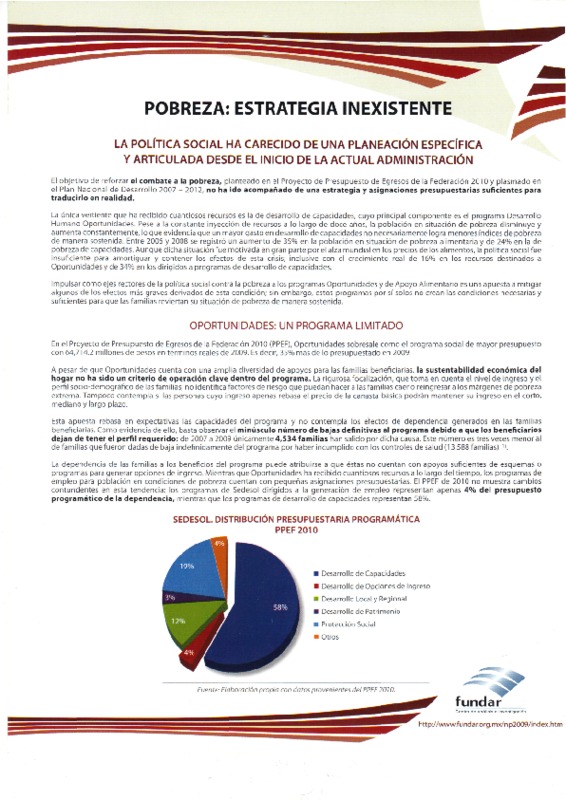 POBREZA: ESTRATEGIA INEXISTENTE
LA POLÍTICA SOCIAL HA CARECIDO DE UNA PLANEACIÓN ESPECÍFICA
Y ARTICULADA DESDE EL INICIO DE LA ACTUAL ADMINISTRACIÓN
El objetivo de reforzar el combate a la pobreza, planteado en el Proyecto de Presupuesto de Egresos de la Federación 2010 y plasmado en
el Plan Nacional de Desarrollo 2007 – 2012, no ha ido acompañado de una estrategia y asignaciones presupuestarias suficientes para
traducirlo en realidad.
La única vertiente que ha recibido cuantiosos recursos es la de desarrollo de capacidades, cuyo principal componente es el programa Desarrollo
Humano Oportunidades. Pese a la constante inyección de recursos a lo largo de doce años, la población en situación de pobreza disminuye y
aumenta constantemente, lo que evidencia que un mayor gasto en desarrollo de capacidades no necesariamente logra menores índices de pobreza
de manera sostenida. Entre 2005 y 2008 se registró un aumento de 35% en la población en situación de pobreza alimentaria y de 24% en la de
pobreza de capacidades. Aunque dicha situación fue motivada en gran parte por el alza mundial en los precios de los alimentos, la política social fue
insuficiente para amortiguar y contener los efectos de esta crisis, inclusive con el crecimiento real de 16% en los recursos destinados a
Oportunidades y de 34% en los dirigidos a programas de desarrollo de capacidades.
Impulsar como ejes rectores de la política social contra la pobreza a los programas Oportunidades y de Apoyo Alimentario es una apuesta a mitigar
algunos de los efectos más graves derivados de esta condición; sin embargo, estos programas por sí solos no crean las condiciones necesarias y
suficientes para que las familias reviertan su situación de pobreza de manera sostenida.
OPORTUNIDADES: UN PROGRAMA LIMITADO
En el Proyecto de Presupuesto de Egresos de la Federación 2010 (PPEF), Oportunidades sobresale como el programa social de mayor presupuesto
con 64,714.2 millones de pesos en términos reales de 2009. Es decir, 35% más de lo presupuestado en 2009
A pesar de que Oportunidades cuenta con una amplia diversidad de apoyos para las familias beneficiarias, la sustentabilidad económica del
hogar no ha sido un criterio de operación clave dentro del programa. La rigurosa focalización, que toma en cuenta el nivel de ingreso y el
perfil socio-demográfico de las familias, no identifica factores de riesgo que puedan hacer a las familias caer o reingresar a los márgenes de pobreza
extrema. Tampoco contempla si las personas cuyo ingreso apenas rebasa el precio de la canasta básica podrán mantener su ingreso en el corto,
mediano y largo plazo.
Esta apuesta rebasa en expectativas las capacidades del programa y no contempla los efectos de dependencia generados en las familias
beneficiarias. Como evidencia de ello, basta observar el minúsculo número de bajas definitivas al programa debido a que los beneficiarios
dejan de tener el perfil requerido: de 2007 a 2009 únicamente 4,534 familias han salido por dicha causa. Este número es tres veces menor al
de familias que fueron dadas de baja indefinidamente del programa por haber incumplido con los controles de salud (13,588 familias)
La dependencia de las familias a los beneficios del programa puede atribuirse a que éstas no cuentan con apoyos suficientes de esquemas o
programas para generar opciones de ingreso. Mientras que Oportunidades ha recibido cuantiosos recursos a lo largo del tiempo, los programas de
empleo para población en condiciones de pobreza cuentan con pequeñas asignaciones presupuestarias. El PPEF de 2010 no muestra cambios
contundentes en esta tendencia: los programas de Sedesol dirigidos a la generación de empleo representan apenas 4% del presupuesto
programático de la dependencia, mientras que los programas de desarrollo de capacidades representan 58%.
SEDESOL. DISTRIBUCIÓN PRESUPUESTARIA PROGRAMÁTICA
PPEF 2010
4%
19%
3%
12%
4%
58%
Desarrollo de Capacidades
Desarrollo de Opciones de Ingreso
Desarrollo Local y Regional
Desarrollo de Patrimonio
Protección Social
Otros
Fuente: Elaboración propia con datos provenientes del PPEF 2010.
fundar
Centro de análisis e investigación
http://www.fundar.org.mx/np2009/index.htm